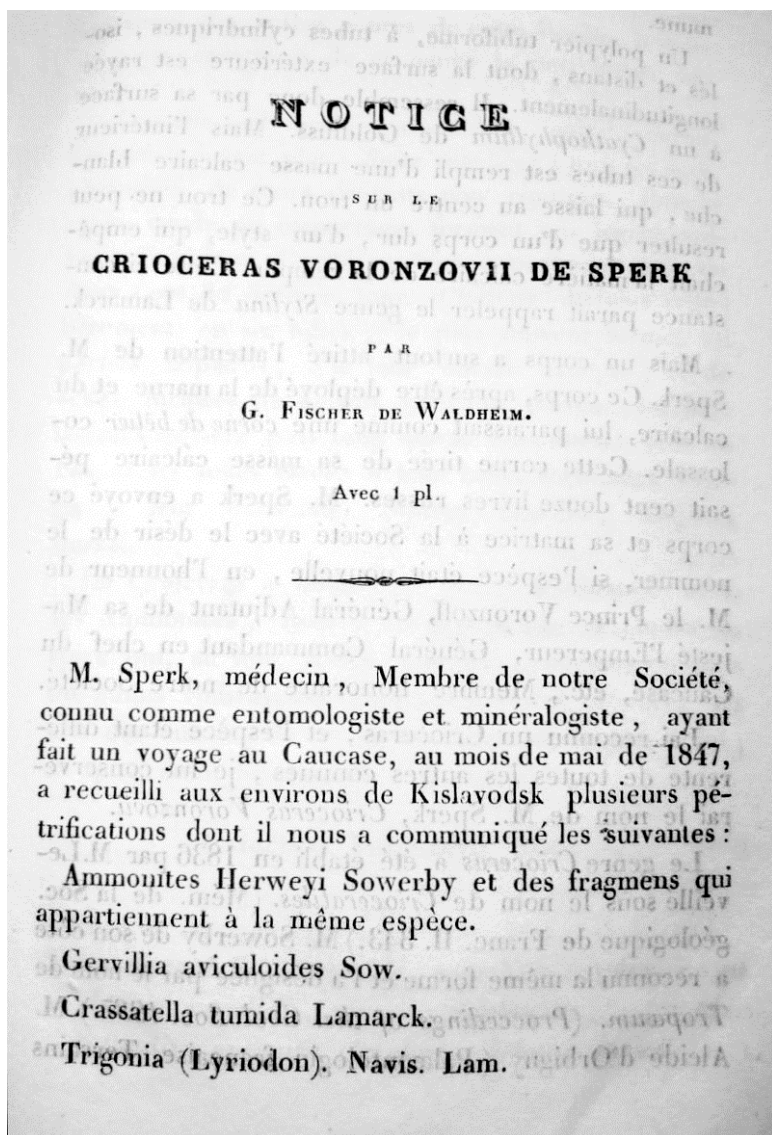 NOTICE
SUR LE
CRIOCERAS VORONZOVII DE SPERK
PAR
G. FISCHER DE WALDHEIM.
Avec 1 pl.
M. Sperk, médecin, Membre de notre Société,
connu comme entomologiste et minéralogiste, ayant
fait un voyage au Caucase, au mois de mai de 1847,
a recueilli aux environs de Kislavodsk plusieurs pé-
trifications dont il nous a communiqué les suivantes :
Ammonites Herweyi Sowerby et des fragmens qui
appartiennent à la même espèce.
Gervillia aviculoides Sow.
Crassatella tumida Lamarck.
Trigonia (Lyriodon). Navis. Lam.